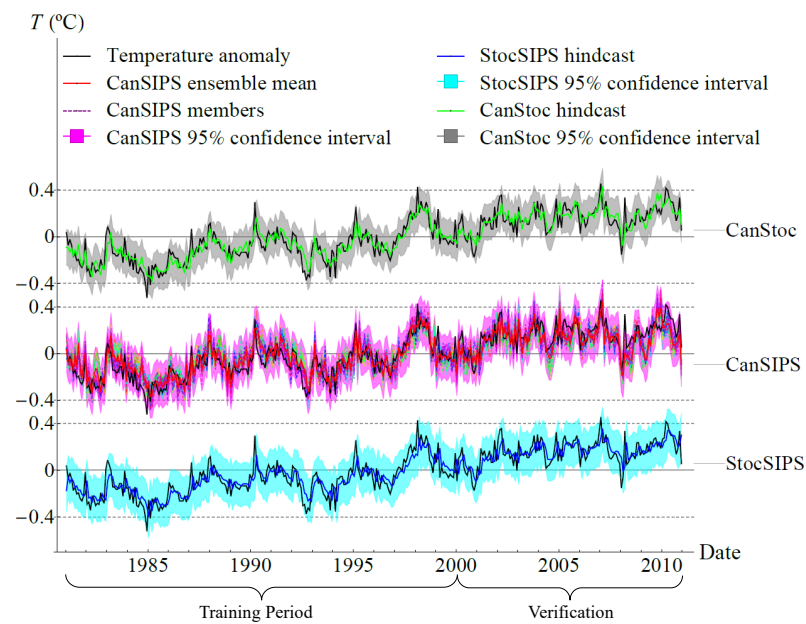 T (ºC)
Temperature anomaly
CanSIPS ensemble mean
CanSIPS members
CanSIPS 95% confidence interval
StocSIPS hindcast
StocSIPS 95% confidence interval
CanStoc hindcast
CanStoc 95% confidence interval
0.4
0
−0.4
CanStoc
0.4
0
−0.4
CanSIPS
0.4
0
−0.4
StocSIPS
1985 1990 1995 2000 2005 2010 Date
Training Period Verification